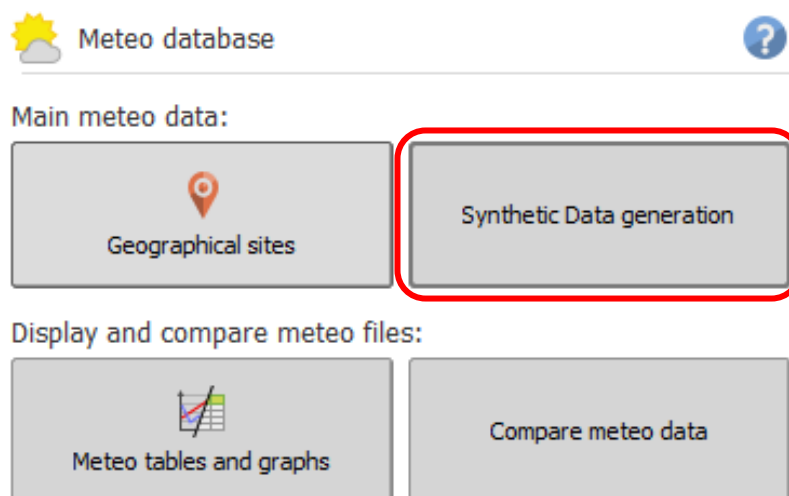 Meteo database
?
Main meteo data:
Geographical sites
Synthetic Data generation
Display and compare meteo files:
Meteo tables and graphs
Compare meteo data